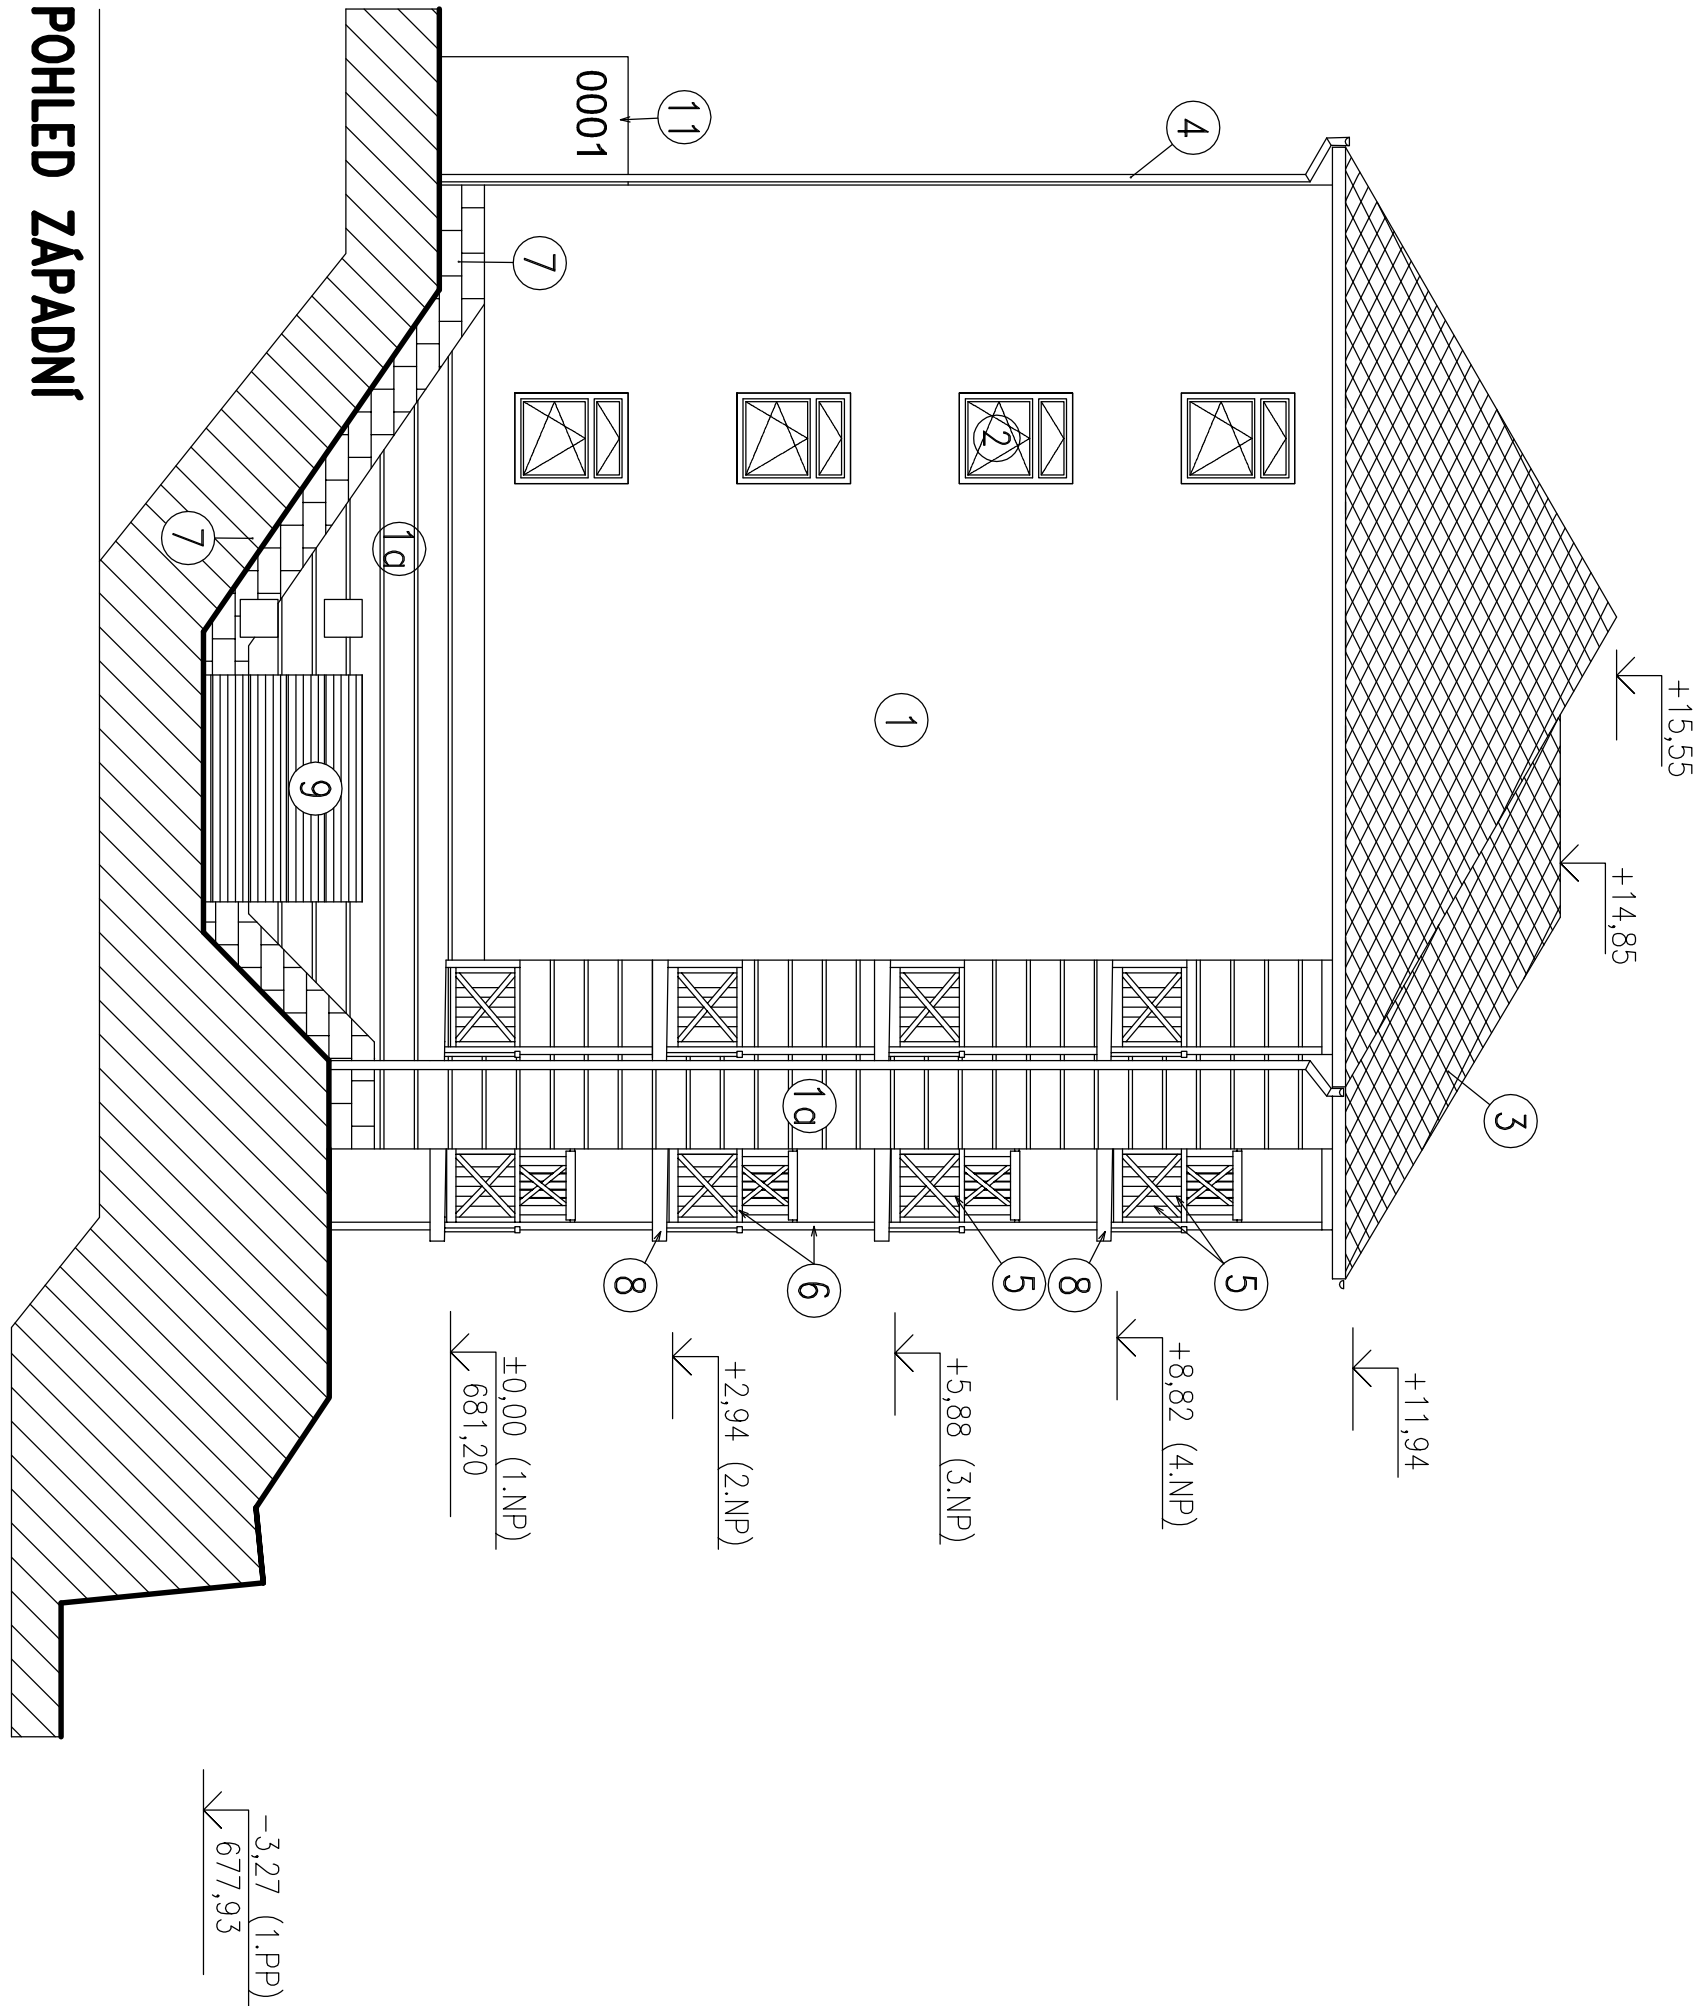 +15,55
+14,85
3
4
+11,94
5
+8,82 (4.NP)
2
8
5
+5,88 (3.NP)
1
1a
6
+2,94 (2.NP)
11
0001
8
7
±0,00 (1.NP)
681,20
1a
9
7
-3,27 (1.PP)
677,93
POHLED ZÁPADNÍ